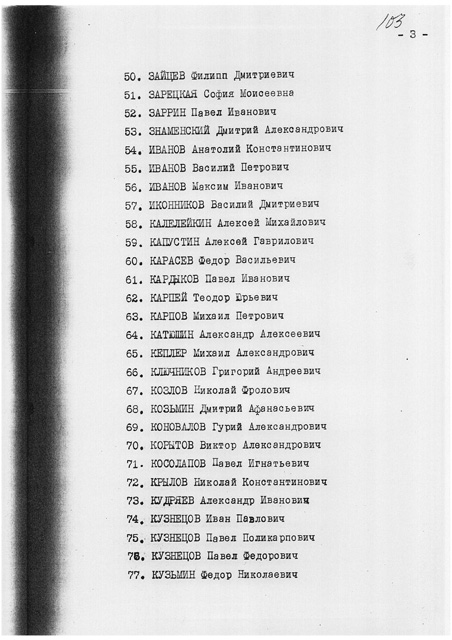 103
- 3 -
50. ЗАЙЦЕВ Филипп Дмитриевич
51. ЗАРЕЦКАЯ София Моисеевна
52. ЗАРРИН Павел Иванович
53. ЗНАМЕНСКИЙ Дмитрий Александрович
54. ИВАНОВ Анатолий Константинович
55. ИВАНОВ Василий Петрович
56. ИВАНОВ Максим Иванович
57. ИКОННИКОВ Василий Дмитриевич
58. КАЛЕЛЕЙКИН Алексей Михайлович
59. КАПУСТИН Алексей Гаврилович
60. КАРАСЕВ Федор Васильевич
61. КАРДЫКОВ Павел Иванович
62. КАРПЕЙ Теодор Юрьевич
63. КАРПОВ Михаил Петрович
64. КАТЮШИН Александр Алексеевич
65. КЕПЛЕР Михаил Александрович
66. КЛЮЧНИКОВ Григорий Андреевич
67. КОЗЛОВ Николай Фролович
68. КОЗЬМИН Дмитрий Афанасьевич
69. КОНОВАЛОВ Гурий Александрович
70. КОРЫТОВ Виктор Александрович
71. КОСОЛАПОВ Павел Игнатьевич
72. КРЫЛОВ Николай Константинович
73. КУДРЯЕВ Александр Иванович
74. КУЗНЕЦОВ Иван Павлович
75. КУЗНЕЦОВ Павел Поликарпович
76. КУЗНЕЦОВ Павел Федорович
77. КУЗЬМИН Федор Николаевич